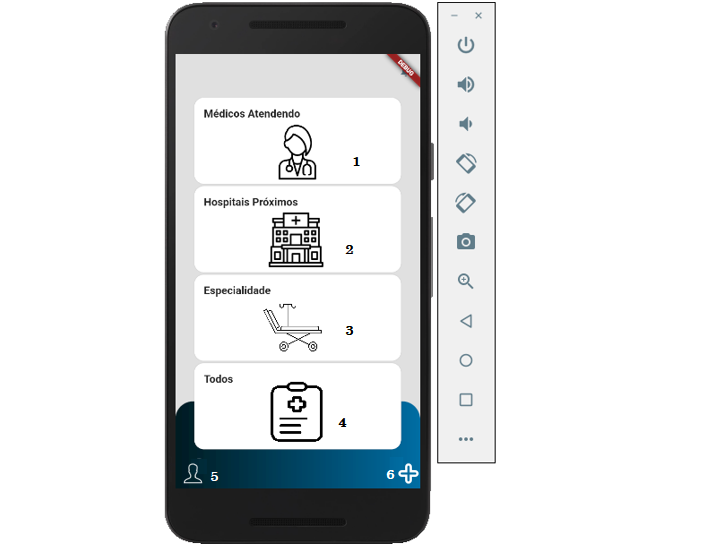 DEBUG
Médicos Atendendo
1
Hospitais Próximos
2
Especialidade
3
Todos
4
5
6